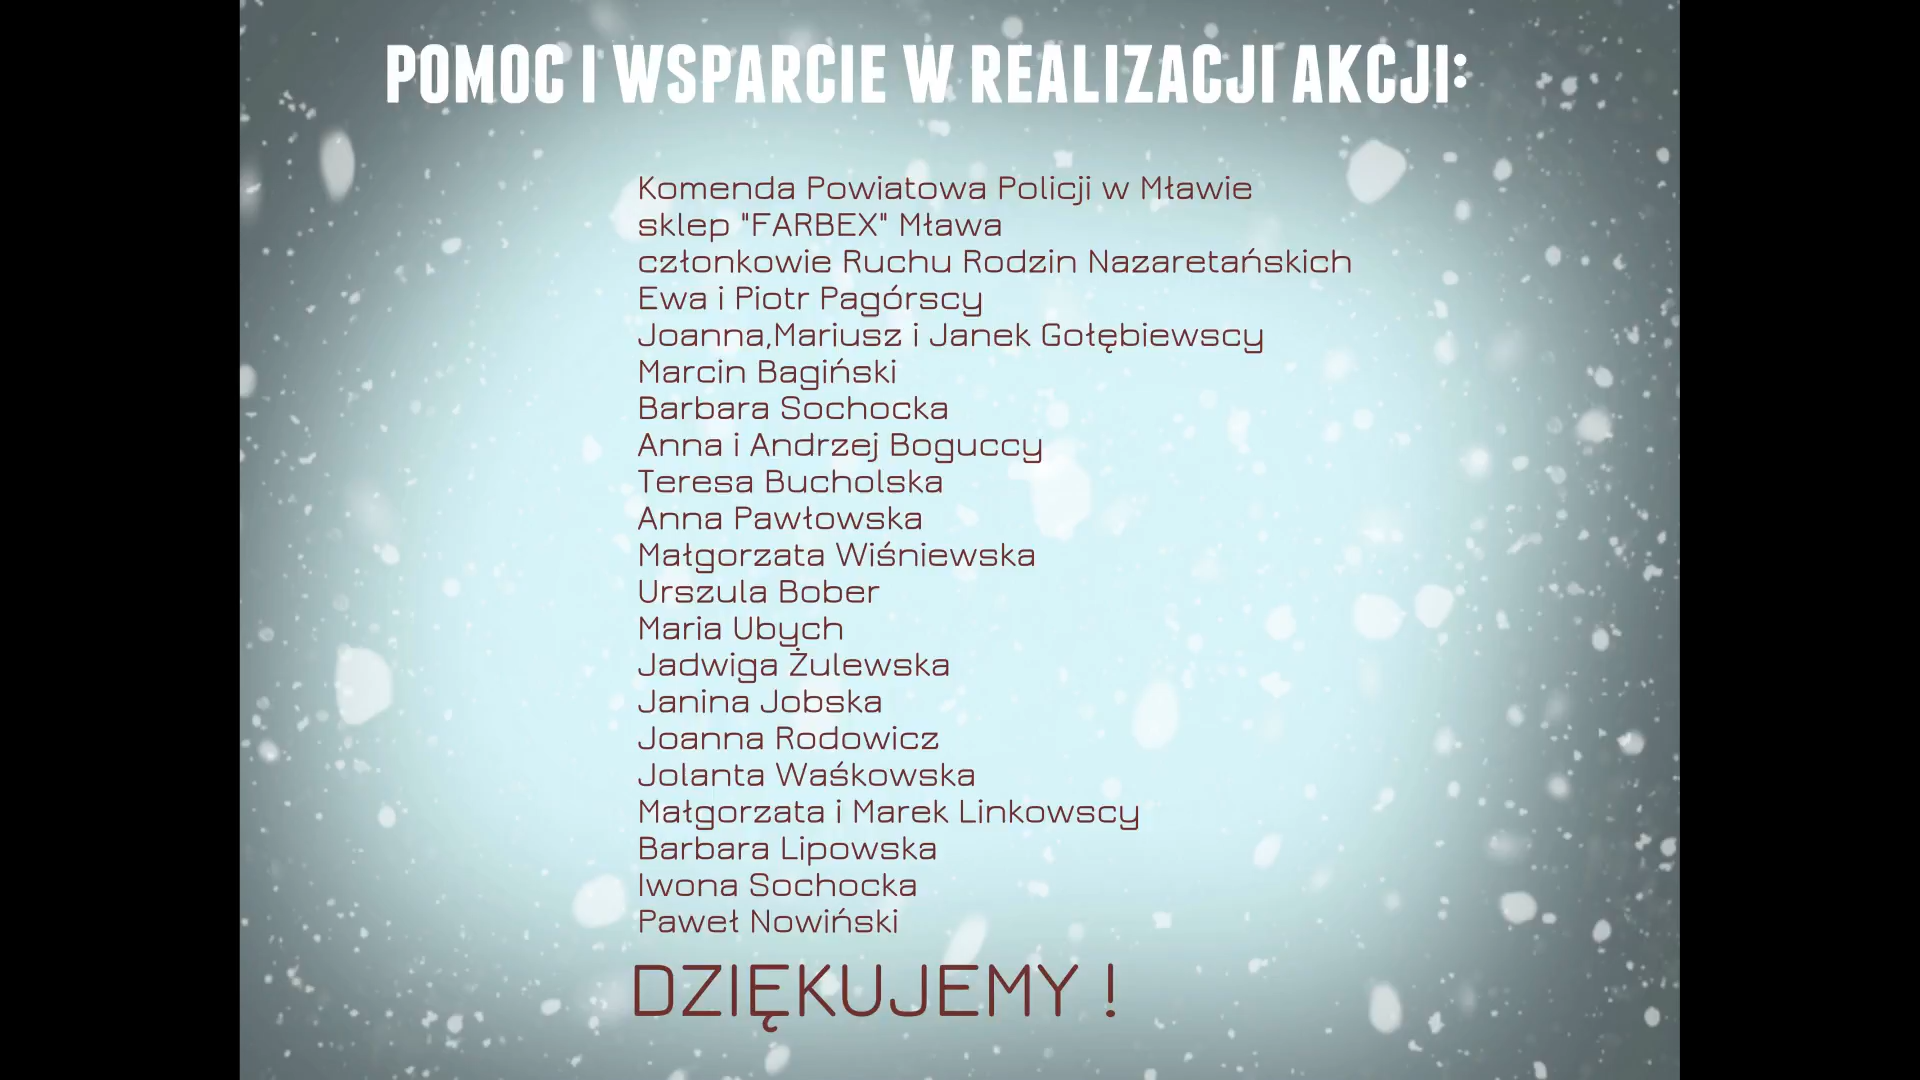 POMOC I WSPARCIE W REALIZACJI AKCJI:
Komenda Powiatowa Policji w Mławie
sklep "FARBEX" Mława
członkowie Ruchu Rodzin Nazaretańskich
Ewa i Piotr Pagórscy
Joanna,Mariusz i Janek Gołębiewscy
Marcin Bagiński
Barbara Sochocka
Anna i Andrzej Boguccy
Teresa Bucholska
Anna Pawłowska
Małgorzata Wiśniewska
Urszula Bober
Maria Ubych
Jadwiga Żulewska
Janina Jobska
Joanna Rodowicz
Jolanta Waśkowska
Małgorzata i Marek Linkowscy
Barbara Lipowska
Iwona Sochocka
Paweł Nowiński
DZIĘKUJEMY !